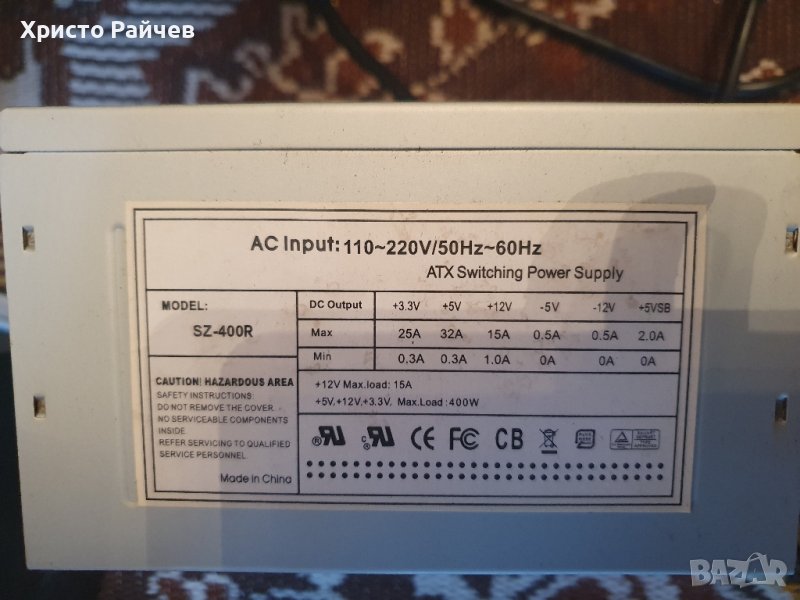 Христо Райчев
AC Input: 110~220V/50Hz~60Hz
ATX Switching Power Supply
MODEL:
SZ-400R
DC Output +3.3V +5V +12V -5V -12V +5VSB
Max 25A 32A 15A 0.5A 0.5A 2.0A
Min 0.3A 0.3A 1.0A 0A 0A 0A
CAUTION! HAZARDOUS AREA
SAFETY INSTRUCTIONS:
DO NOT REMOVE THE COVER.
NO SERVICEABLE COMPONENTS
INSIDE.
REFER SERVICING TO QUALIFIED
SERVICE PERSONNEL.
Made in China
+12V Max.load: 15A
+5V.+12V.+3.3V. Max.Load:400W
c
CE FC CB
BAZAR.bg